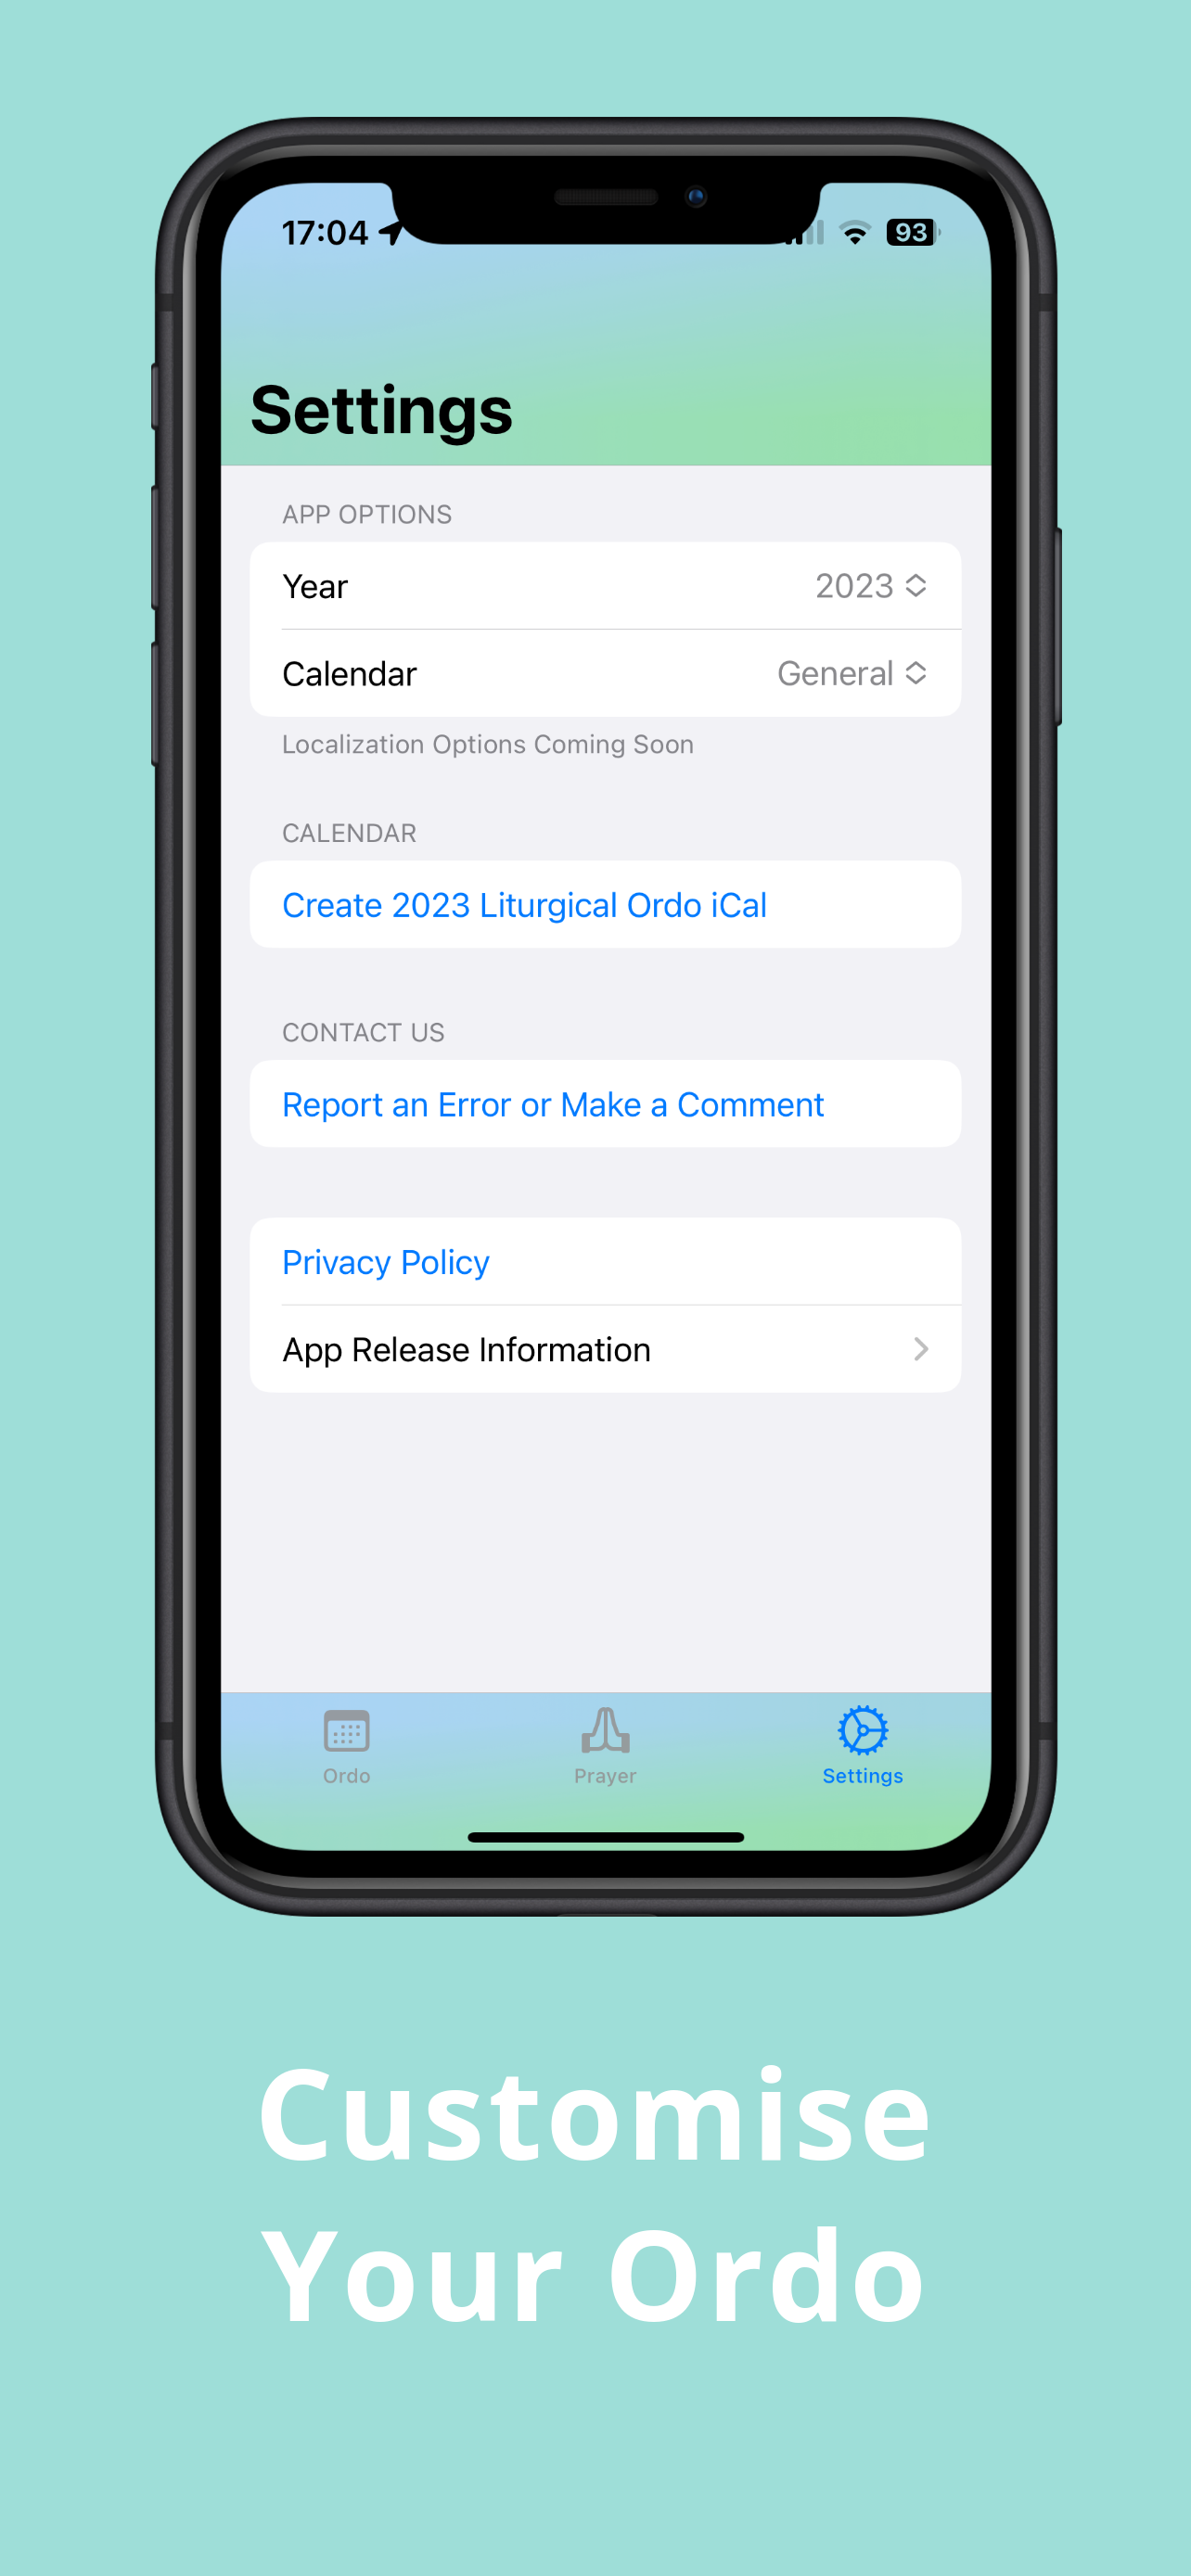 17:04
93
Settings
APP OPTIONS
Year 2023
Calendar General
Localization Options Coming Soon
CALENDAR
Create 2023 Liturgical Ordo iCal
CONTACT US
Report an Error or Make a Comment
Privacy Policy
App Release Information
Ordo Prayer Settings
Customise
Your Ordo